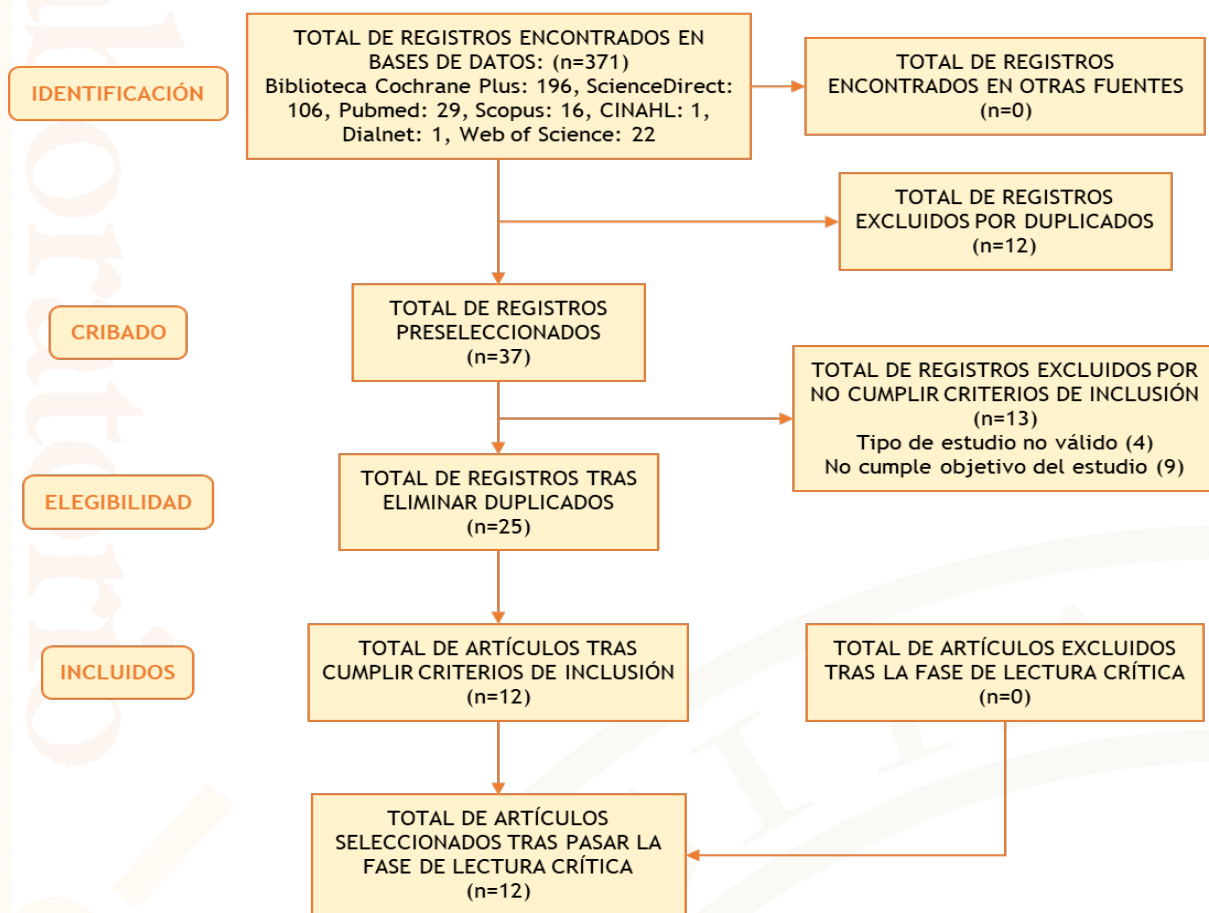 IDENTIFICACIÓN
TOTAL DE REGISTROS ENCONTRADOS EN
BASES DE DATOS: (n=371)
Biblioteca Cochrane Plus: 196, ScienceDirect:
106, Pubmed: 29, Scopus: 16, CINAHL: 1,
Dialnet: 1, Web of Science: 22
TOTAL DE REGISTROS
ENCONTRADOS EN OTRAS FUENTES
(n=0)
TOTAL DE REGISTROS
EXCLUIDOS POR DUPLICADOS
(n=12)
CRIBADO
TOTAL DE REGISTROS
PRESELECCIONADOS
(n=37)
TOTAL DE REGISTROS EXCLUIDOS POR
NO CUMPLIR CRITERIOS DE INCLUSIÓN
(n=13)
Tipo de estudio no válido (4)
No cumple objetivo del estudio (9)
ELEGIBILIDAD
TOTAL DE REGISTROS TRAS
ELIMINAR DUPLICADOS
(n=25)
INCLUIDOS
TOTAL DE ARTÍCULOS TRAS
CUMPLIR CRITERIOS DE INCLUSIÓN
(n=12)
TOTAL DE ARTÍCULOS EXCLUIDOS
TRAS LA FASE DE LECTURA CRÍTICA
(n=0)
TOTAL DE ARTÍCULOS
SELECCIONADOS TRAS PASAR LA
FASE DE LECTURA CRÍTICA
(n=12)